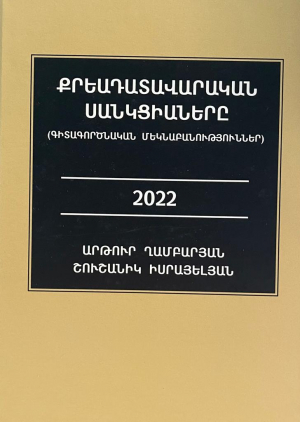 ՔՐԵԱԴԱՏԱՎԱՐԱԿԱՆ
ՍԱՆԿՑԻԱՆԵՐԸ
(ԳԻՏԱԳՈՐԾՆԱԿԱՆ ՄԵԿՆԱԲԱՆՈՒԹՅՈՒՆՆԵՐ)
2022
ԱՐԹՈՒՐ ՂԱՄԲԱՐՅԱՆ
ՇՈՒՇԱՆԻԿ ԻՍՐԱՅԵԼՅԱՆ